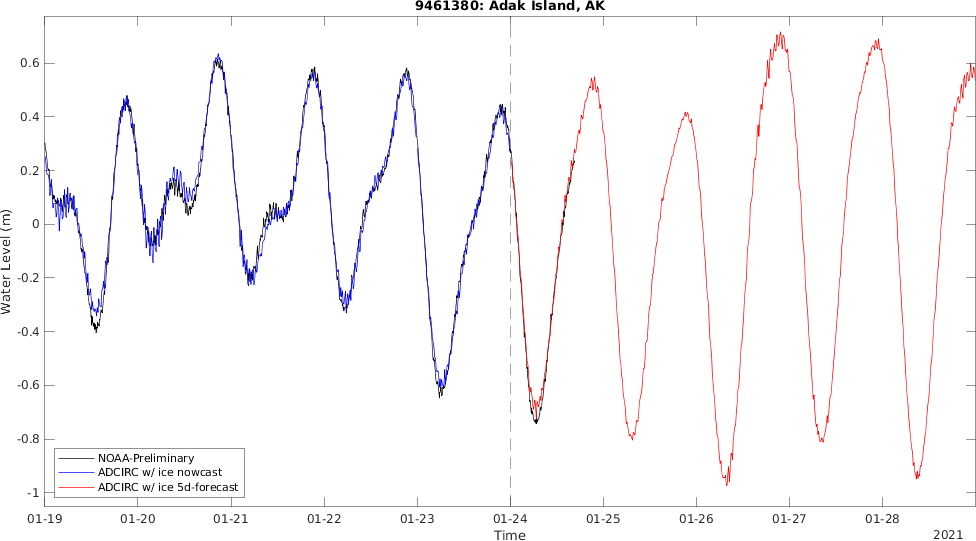 9461380: Adak Island, AK
Water Level (m)
0.6
0.4
0.2
0
-0.2
-0.4
-0.6
-0.8
-1
NOAA-Preliminary
ADCIRC w/ ice nowcast
ADCIRC w/ ice 5d-forecast
01-19 01-20 01-21 01-22 01-23 01-24 01-25 01-26 01-27 01-28
Time
2021